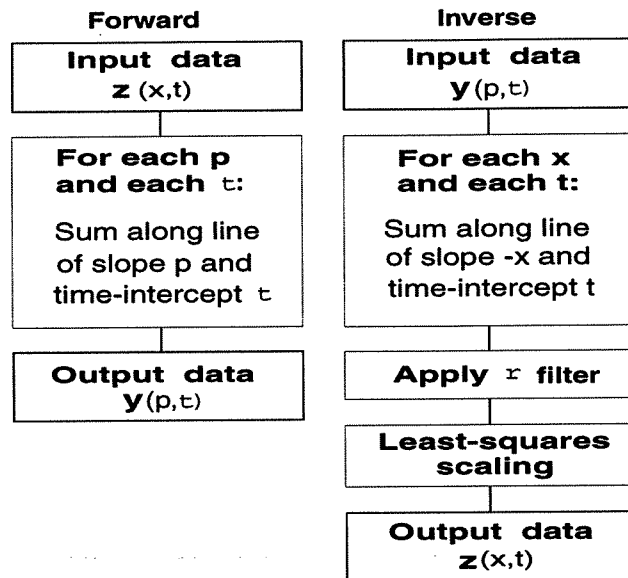 Forward
Input data
z (x,t)
For each p
and each t:
Sum along line
of slope p and
time-intercept t
Output data
y(p,t)
Inverse
Input data
y(p,t)
For each x
and each t:
Sum along line
of slope -x and
time-intercept t
Apply r filter
Least-squares
scaling
Output data
z(x,t)